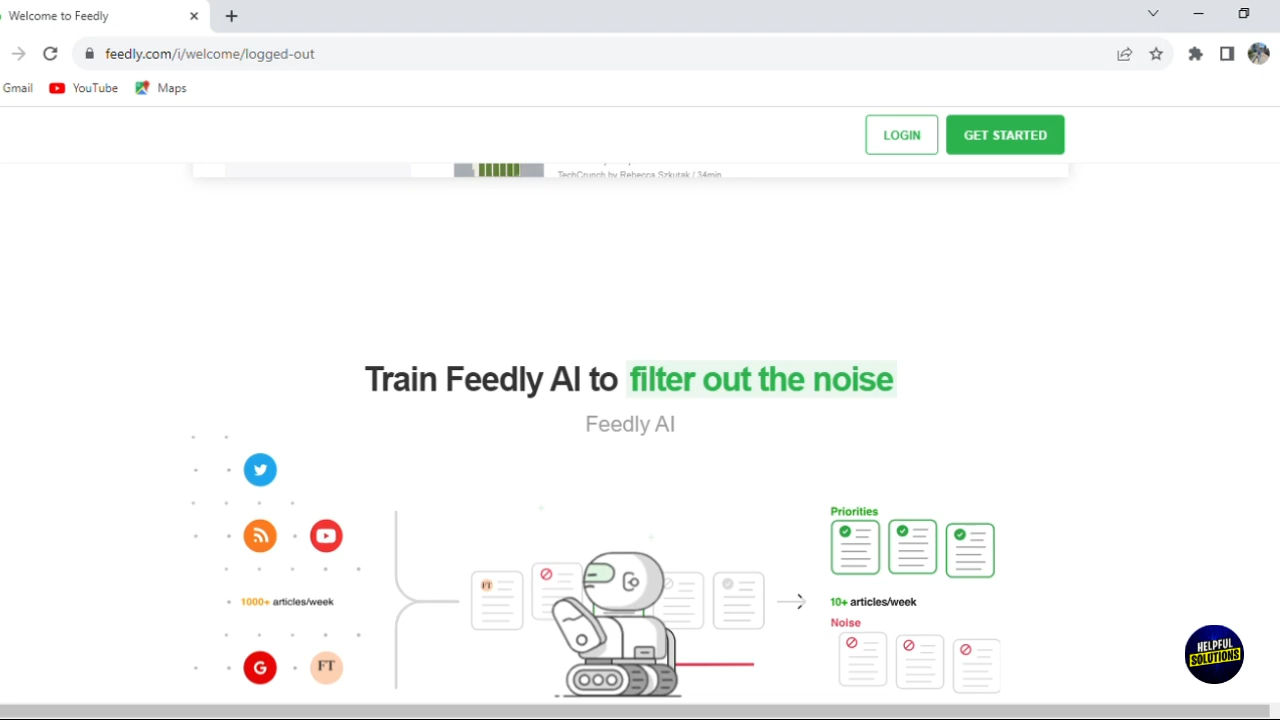 Welcome to Feedly
feedly.com/i/welcome/logged-out
Gmail YouTube Maps
LOGIN GET STARTED
TechCrunch by Rebecca Szkutak / 34min
Train Feedly AI to filter out the noise
Feedly AI
Priorities
FT
1000+ articles/week
10+ articles/week
Noise
G FT
HELPFUL
SOLUTIONS